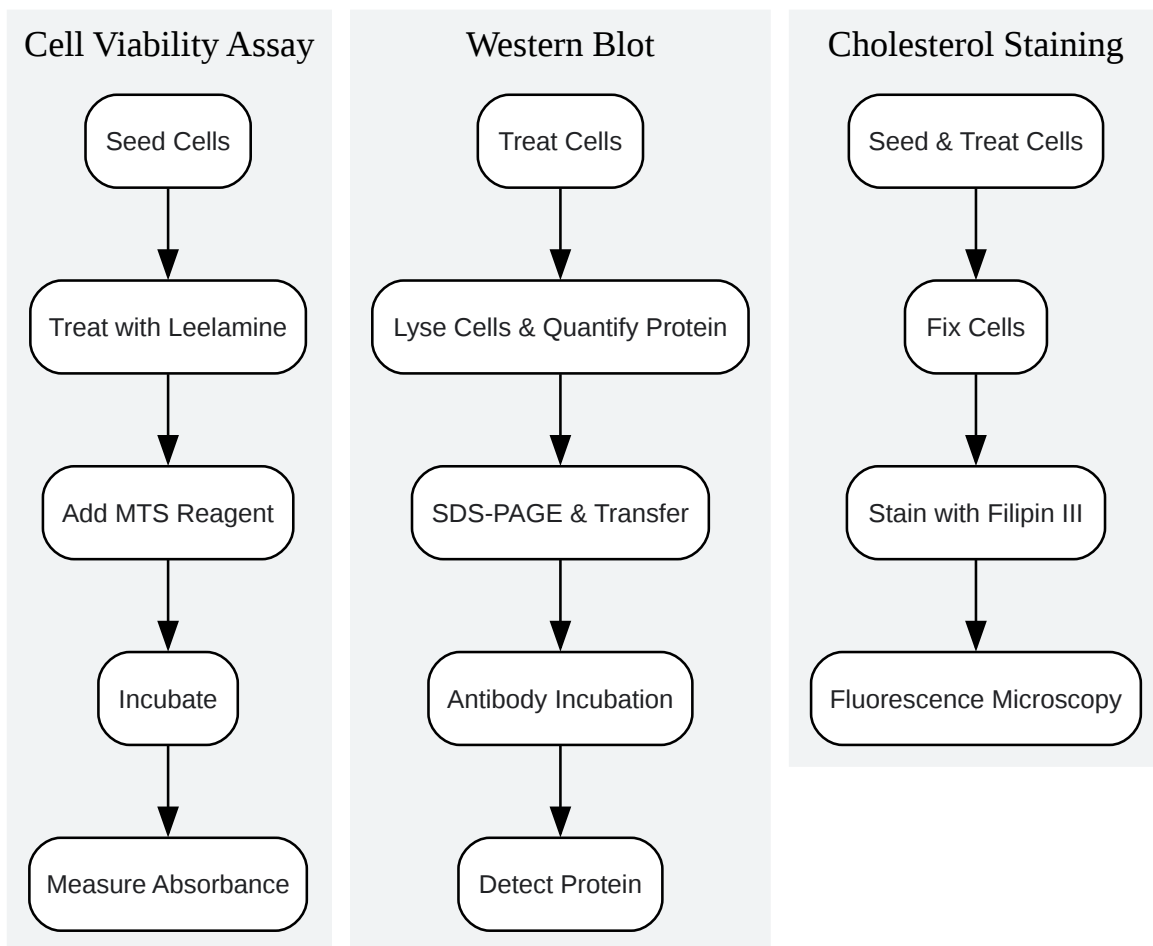 Cell Viability Assay
Seed Cells
Treat with Leelamine
Add MTS Reagent
Incubate
Measure Absorbance
Western Blot
Treat Cells
Lyse Cells & Quantify Protein
SDS-PAGE & Transfer
Antibody Incubation
Detect Protein
Cholesterol Staining
Seed & Treat Cells
Fix Cells
Stain with Filipin III
Fluorescence Microscopy